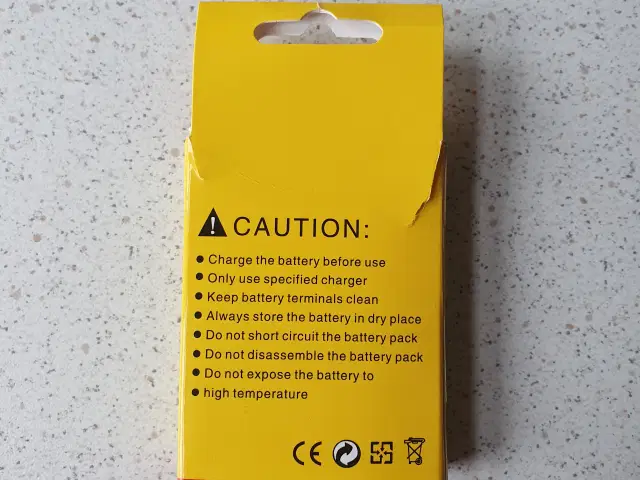 CAUTION:
● Charge the battery before use
● Only use specified charger
● Keep battery terminals clean
● Always store the battery in dry place
● Do not short circuit the battery pack
● Do not disassemble the battery pack
● Do not expose the battery to
● high temperature
CE